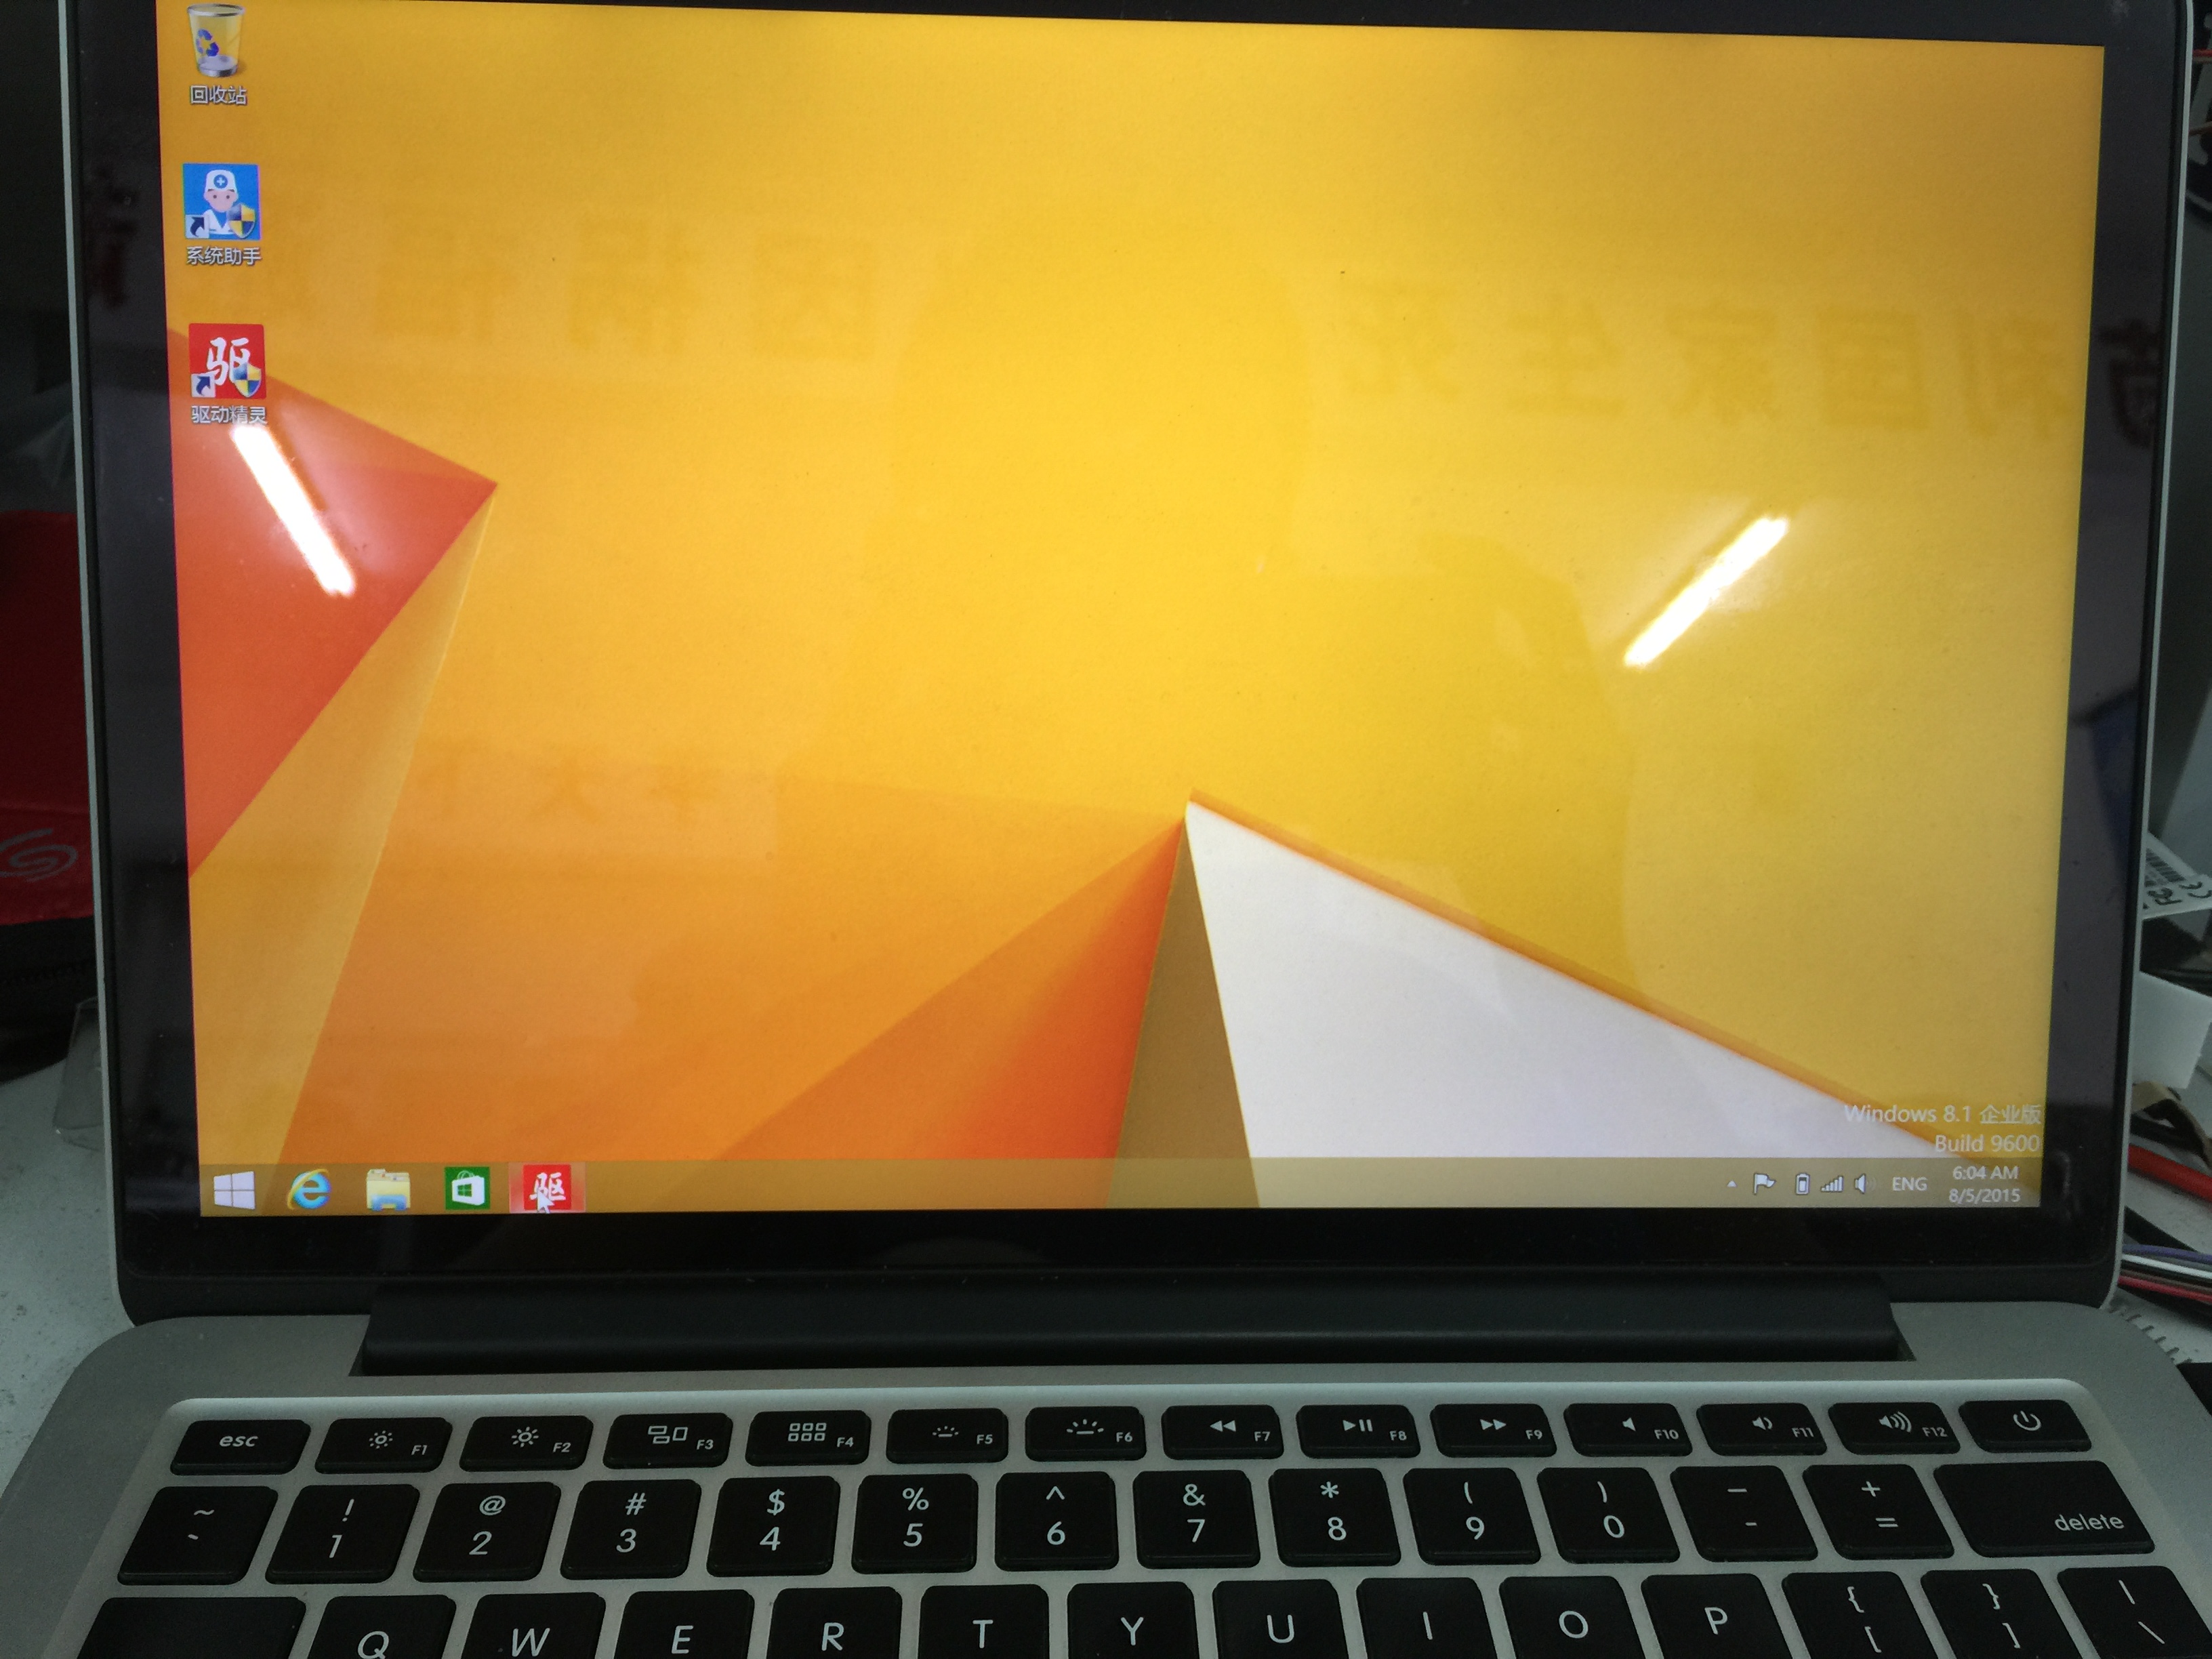 回收站
系统助手
驱
驱动精灵
Windows 8.1 企业版
Build 9600
驱
ENG
6:04 AM
8/5/2015
esc
F1
F2
F3
F4
F5
F6
F7
F8
F9
F10
F11
F12
~ `
! 1
@ 2
# 3
$ 4
% 5
^ 6
& 7
* 8
( 9
) 0
— -
+ =
delete
Q W E R T Y U I O P { [ } ] | \